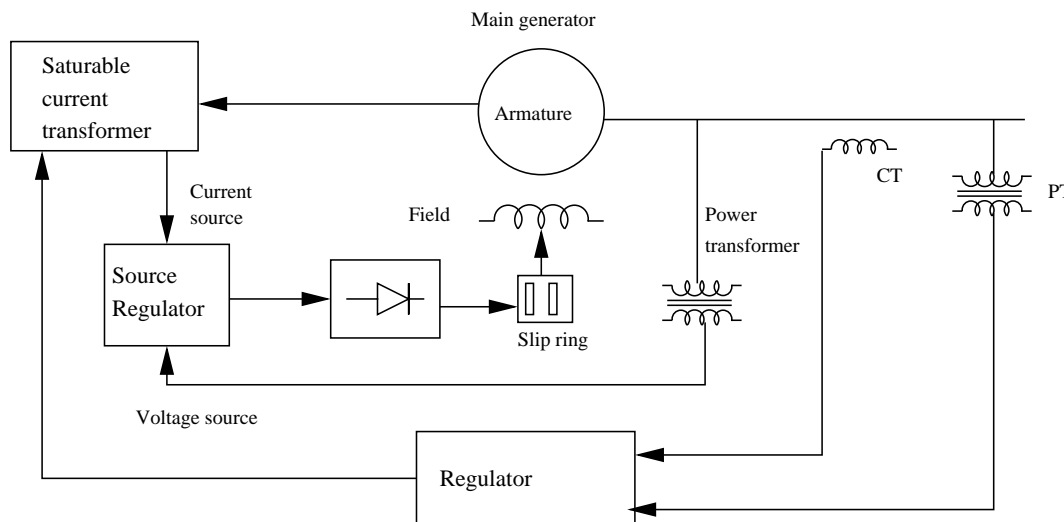 Main generator
Saturable
current
transformer
Armature
CT
PT
Current
source
Field
Power
transformer
Source
Regulator
Slip ring
Voltage source
Regulator